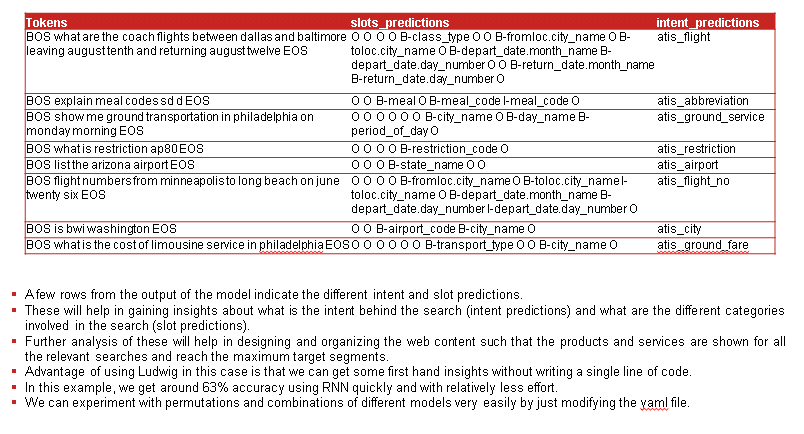 Tokens slots_predictions intent_predictions
BOS what are the coach flights between dallas and baltimore O O O O B-class_type O O B-fromloc.city_name O B- atis_flight
leaving august tenth and returning august twelve EOS toloc.city_name O B-depart_date.month_name B-
depart_date.day_number O O B-return_date.month_name
B-return_date.day_number O
BOS explain meal codes sd d EOS O O B-meal O B-meal_code I-meal_code O atis_abbreviation
BOS show me ground transportation in philadelphia on O O O O O O B-city_name O B-day_name B- atis_ground_service
monday morning EOS period_of_day O
BOS what is restriction ap80 EOS O O O O B-restriction_code O atis_restriction
BOS list the arizona airport EOS O O O B-state_name O O atis_airport
BOS flight numbers from minneapolis to long beach on june O O O O B-fromloc.city_name O B-toloc.city_name I- atis_flight_no
twenty six EOS toloc.city_name O B-depart_date.month_name B-
depart_date.day_number I-depart_date.day_number O
BOS is bwi washington EOS O O B-airport_code B-city_name O atis_city
BOS what is the cost of limousine service in philadelphia EOS O O O O O O B-transport_type O O B-city_name O atis_ground_fare
▪ A few rows from the output of the model indicate the different intent and slot predictions.
▪ These will help in gaining insights about what is the intent behind the search (intent predictions) and what are the different categories
involved in the search (slot predictions).
▪ Further analysis of these will help in designing and organizing the web content such that the products and services are shown for all
the relevant searches and reach the maximum target segments.
▪ Advantage of using Ludwig in this case is that we can get some first hand insights without writing a single line of code.
▪ In this example, we get around 63% accuracy using RNN quickly and with relatively less effort.
▪ We can experiment with permutations and combinations of different models very easily by just modifying the yaml file.